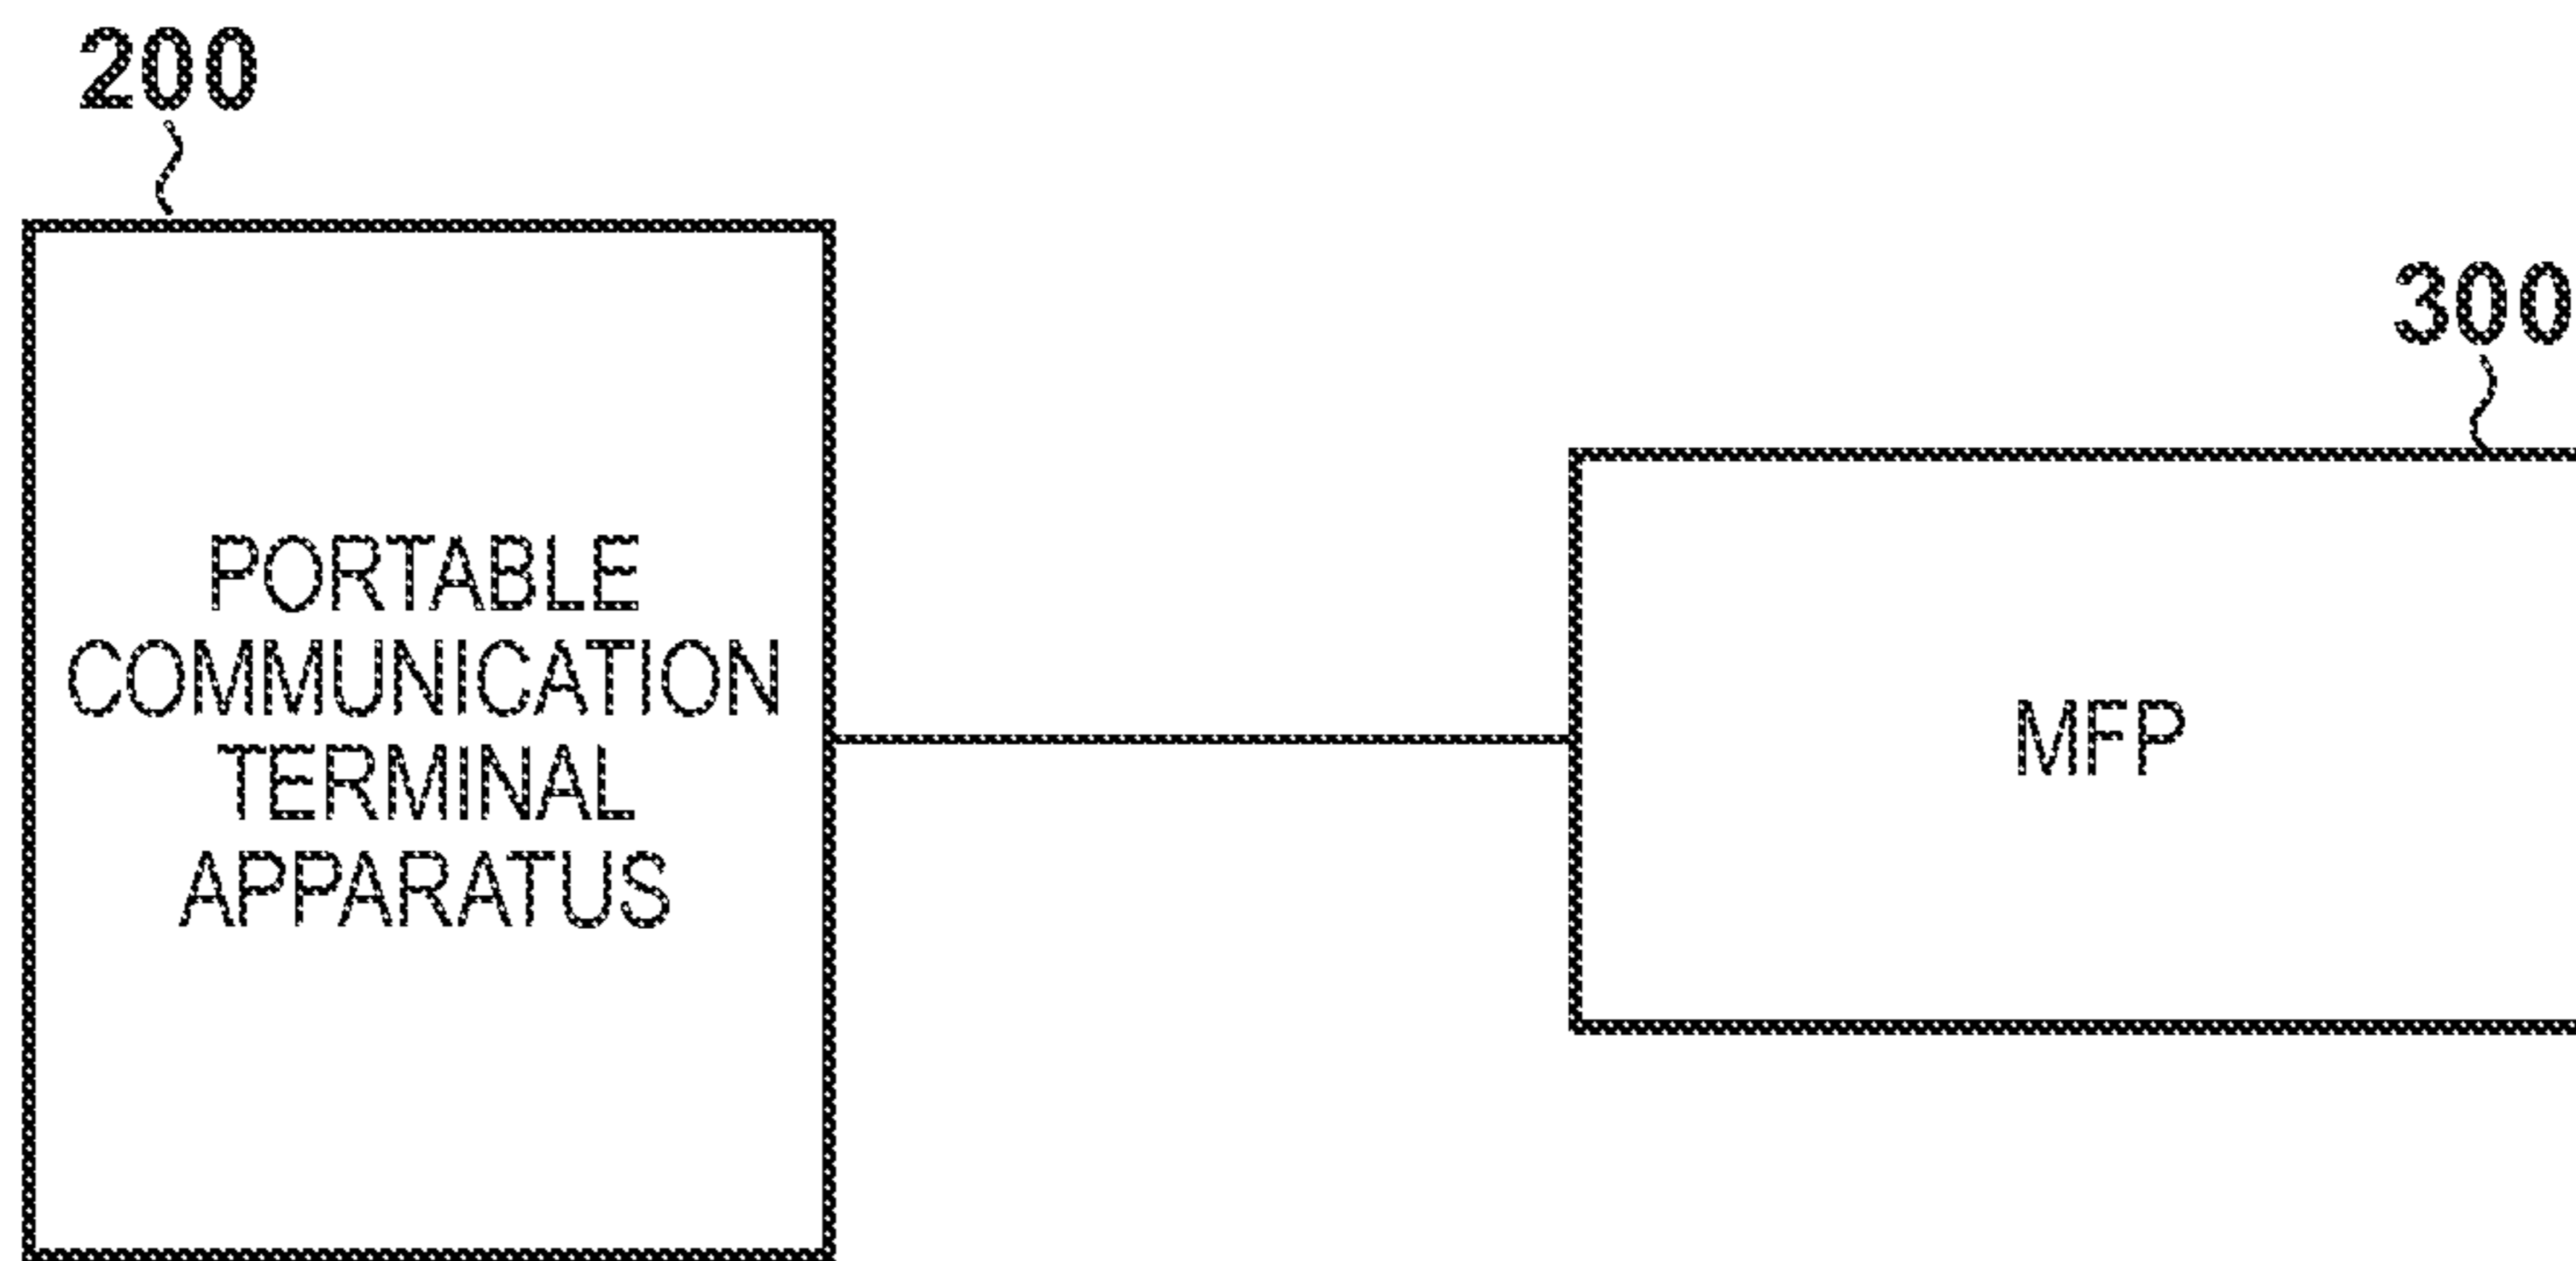 200
300
PORTABLE
COMMUNICATION
TERMINAL
APPARATUS
MFP